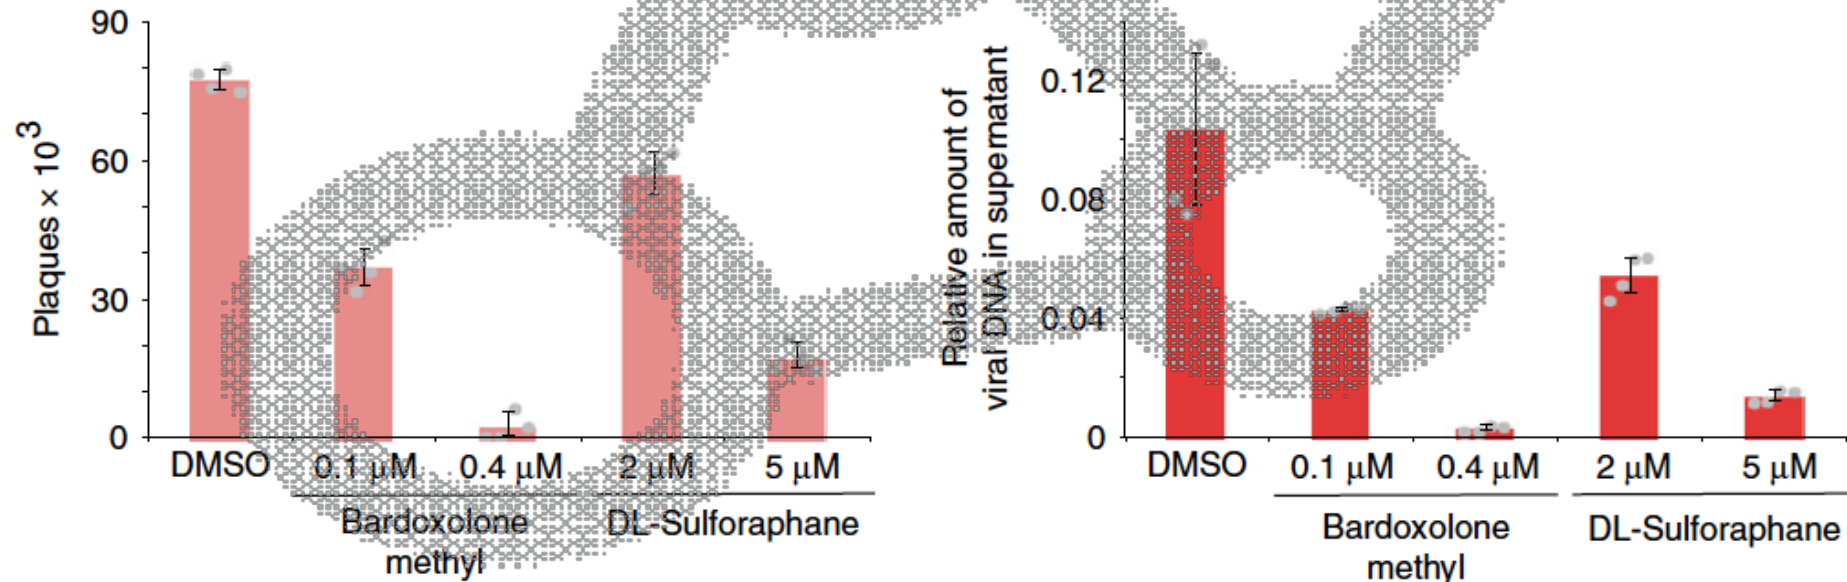 Plaques × 10³
90
60
30
0
DMSO
0.1 μM
0.4 μM
2 μM
5 μM
Bardoxolone
methyl
DL-Sulforaphane
Relative amount of
viral DNA in supernatant
0.12
0.08
0.04
0
DMSO
0.1 μM
0.4 μM
2 μM
5 μM
Bardoxolone
methyl
DL-Sulforaphane